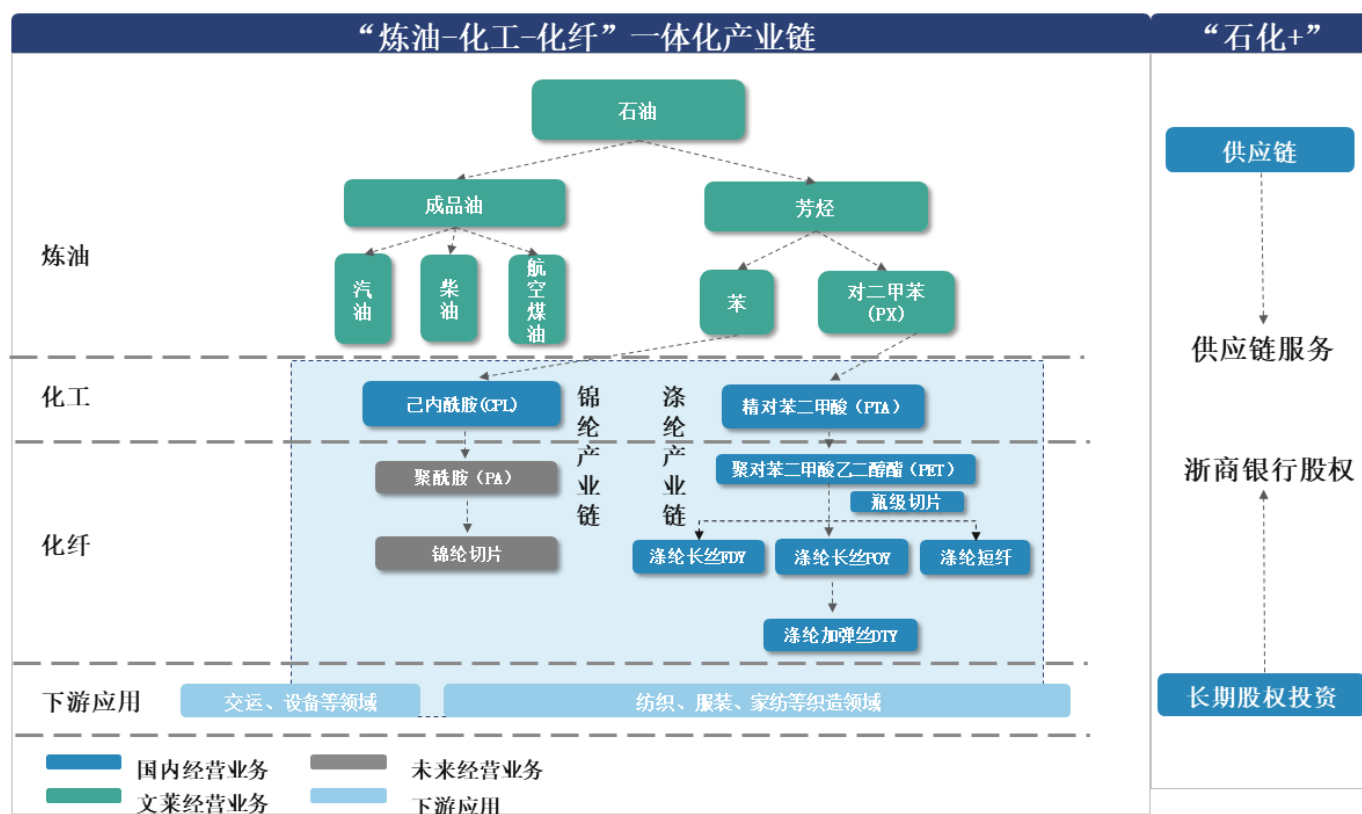 “炼油-化工-化纤”一体化产业链
“石化+”
石油
成品油
芳烃
炼油
汽油
柴油
航空煤油
苯
对二甲苯
(PX)
化工
己内酰胺(CPL)
锦纶产业链
涤纶产业链
精对苯二甲酸（PTA）
化纤
聚酰胺（PA）
聚对苯二甲酸乙二醇酯（PET）
瓶级切片
锦纶切片
涤纶长丝FDY
涤纶长丝POY
涤纶短纤
涤纶加弹丝DTY
下游应用
交运、设备等领域
纺织、服装、家纺等织造领域
国内经营业务
未来经营业务
文莱经营业务
下游应用
供应链
供应链服务
浙商银行股权
长期股权投资